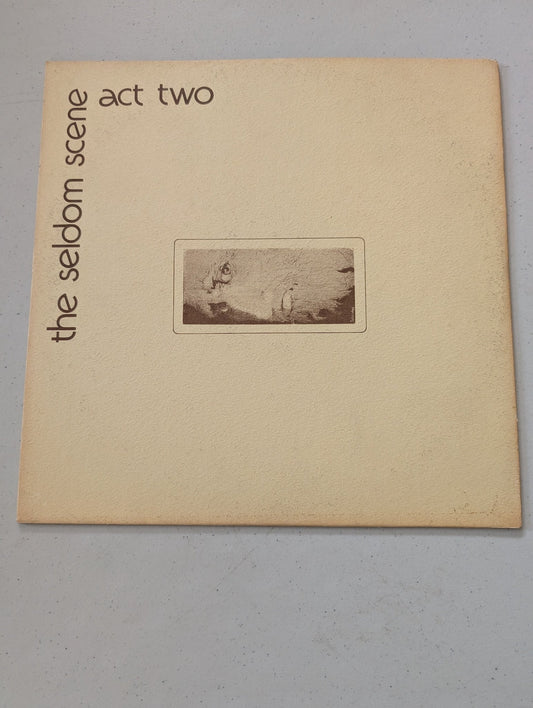 the seldom scene
act two